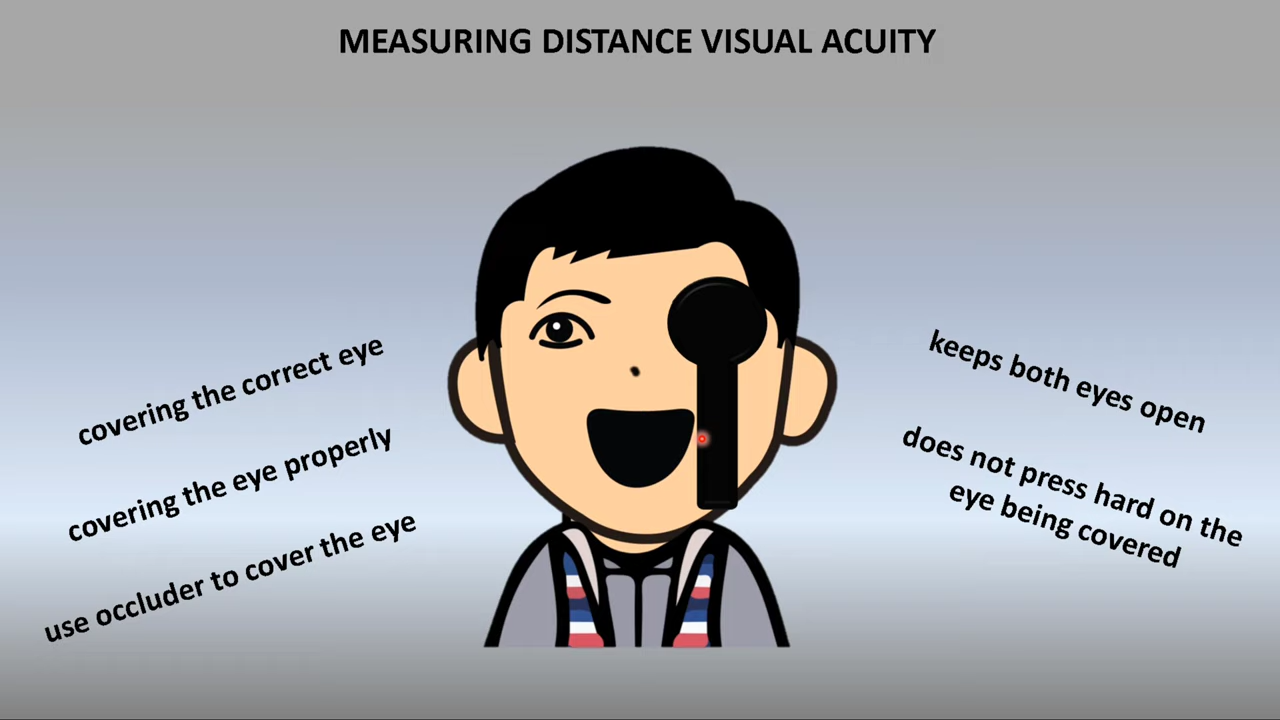 MEASURING DISTANCE VISUAL ACUITY
covering the correct eye
covering the eye properly
use occluder to cover the eye
keeps both eyes open
does not press hard on the
eye being covered